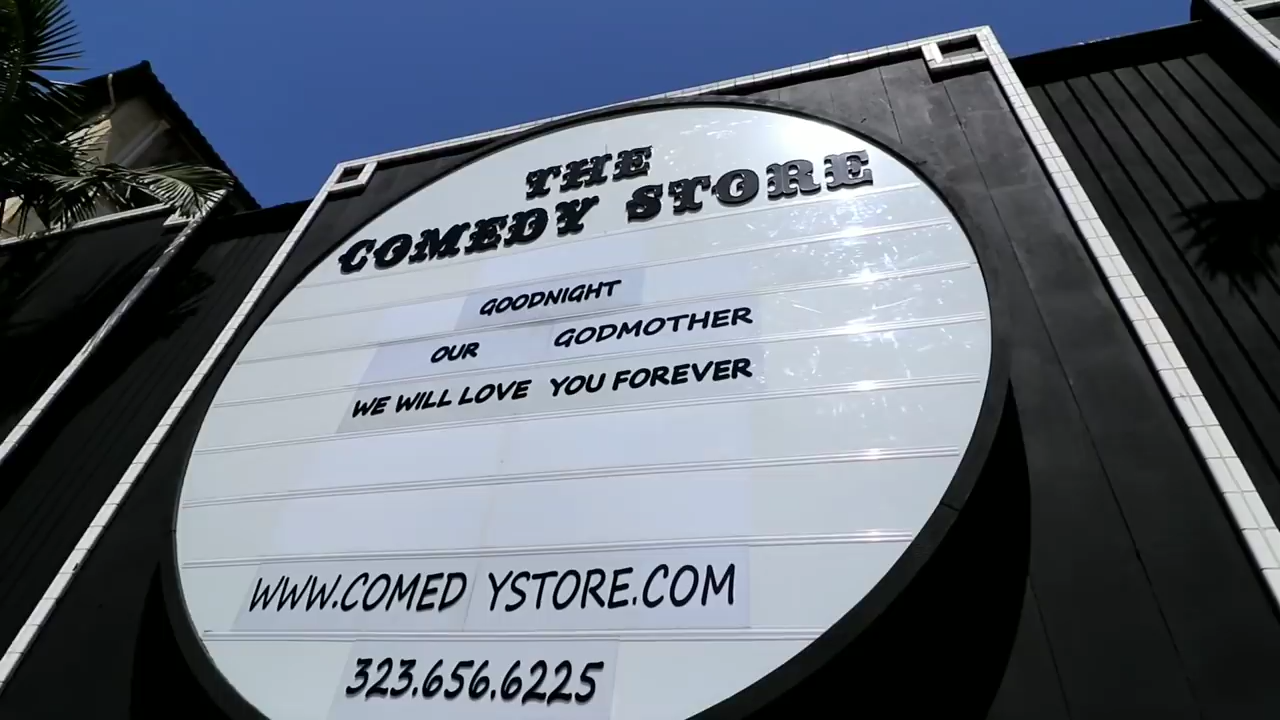 THE
COMEDY STORE
GOODNIGHT
OUR GODMOTHER
WE WILL LOVE YOU FOREVER
WWW.COMED YSTORE.COM
323.656.6225